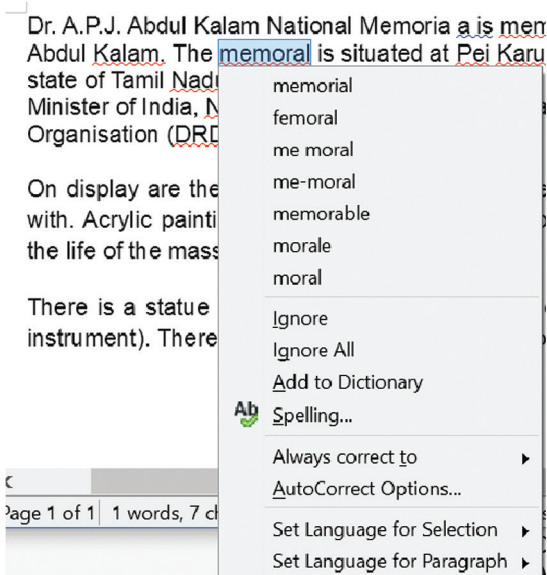 Dr. A.P.J. Abdul Kalam National Memoria a is mem
Abdul Kalam. The memoral is situated at Pei Karu
state of Tamil Nadu
Minister of India, N
Organisation (DRD
On display are the
with. Acrylic painti
the life of the mass
There is a statue
instrument). There
memorial
femoral
me moral
me-moral
memorable
morale
moral
Ignore
Ignore All
Add to Dictionary
Spelling...
Always correct to
AutoCorrect Options...
Set Language for Selection
Set Language for Paragraph
Page 1 of 1 1 words, 7 ch